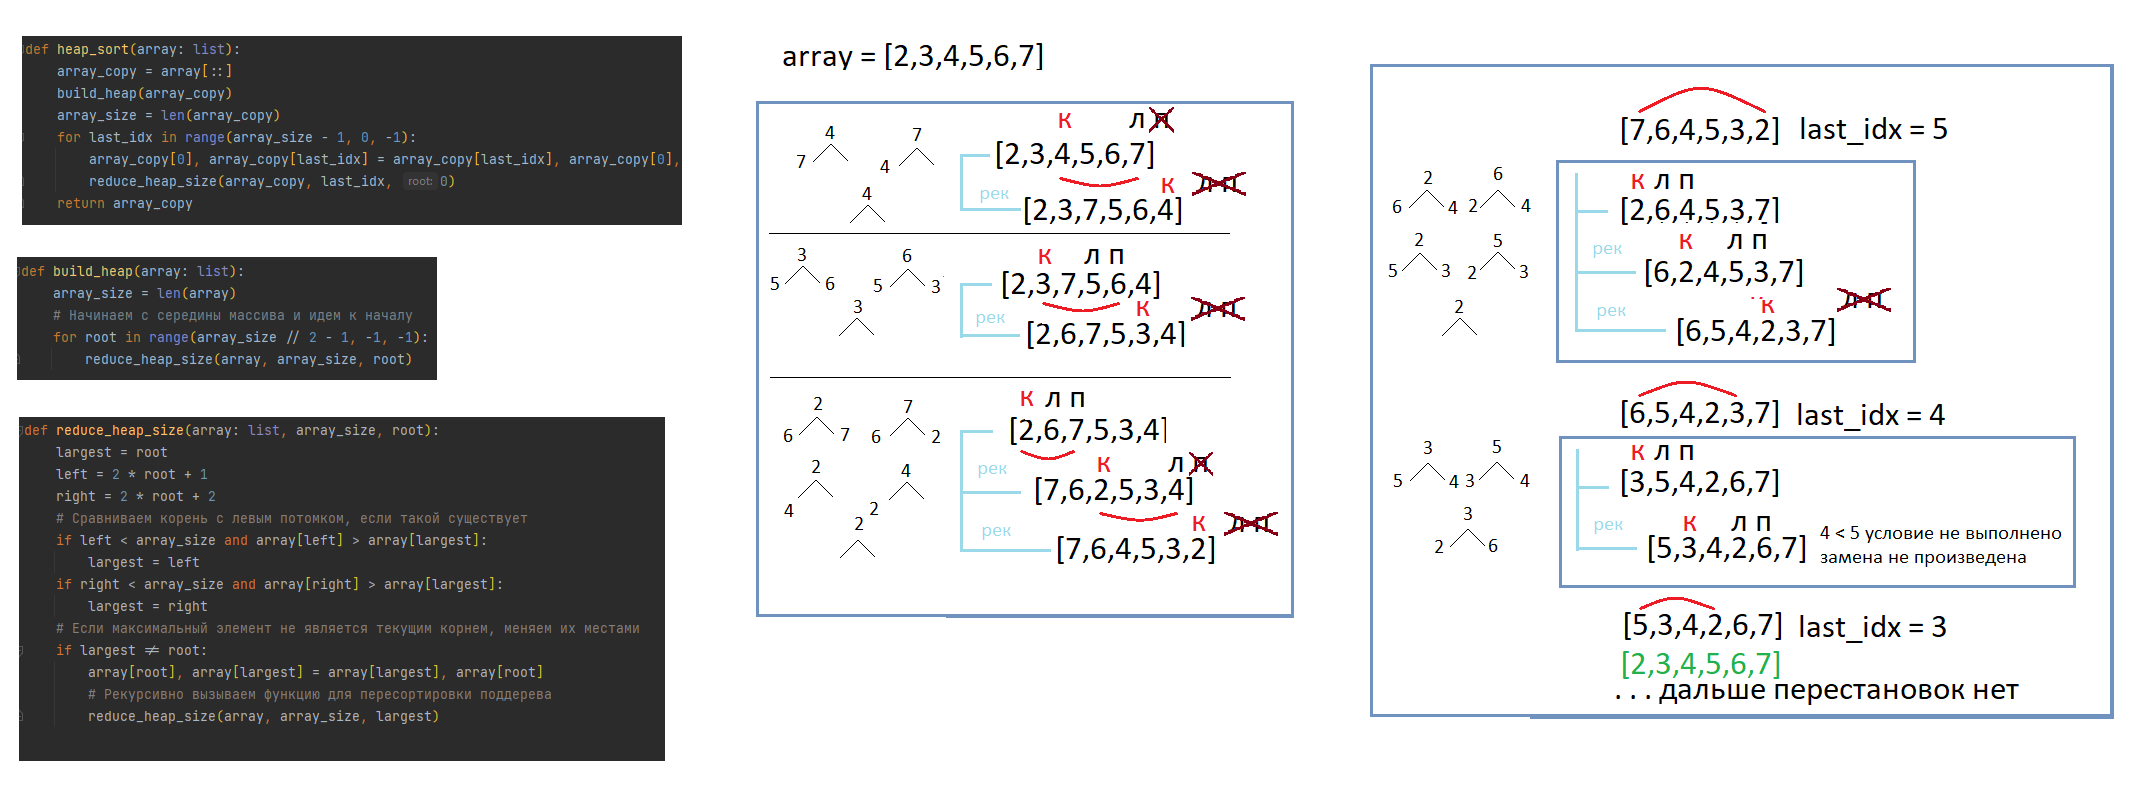 def heap_sort(array: list):
array_copy = array[::]
build_heap(array_copy)
array_size = len(array_copy)
for last_idx in range(array_size - 1, 0, -1):
array_copy[0], array_copy[last_idx] = array_copy[last_idx], array_copy[0],
reduce_heap_size(array_copy, last_idx, root: 0)
return array_copy
def build_heap(array: list):
array_size = len(array)
# Начинаем с середины массива и идем к началу
for root in range(array_size // 2 - 1, -1, -1):
reduce_heap_size(array, array_size, root)
def reduce_heap_size(array: list, array_size, root):
largest = root
left = 2 * root + 1
right = 2 * root + 2
# Сравниваем корень с левым потомком, если такой существует
if left < array_size and array[left] > array[largest]:
largest = left
if right < array_size and array[right] > array[largest]:
largest = right
# Если максимальный элемент не является текущим корнем, меняем их местами
if largest ≠ root:
array[root], array[largest] = array[largest], array[root]
# Рекурсивно вызываем функцию для пересортировки поддерева
reduce_heap_size(array, array_size, largest)
array = [2,3,4,5,6,7]
4
7
7
4
4
к л п
[2,3,4,5,6,7]
рек
к л п
[2,3,7,5,6,4]
3
5 6
6
5 3
3
к л п
[2,3,7,5,6,4]
рек
к л п
[2,6,7,5,3,4]
2
6 7
7
6 2
2
4
4
2
2
к л п
[2,6,7,5,3,4]
рек
к л п
[7,6,2,5,3,4]
рек
к л п
[7,6,4,5,3,2]
[7,6,4,5,3,2] last_idx = 5
2
6 4
6
2 4
2
5 3
5
2 3
2
к л п
[2,6,4,5,3,7]
рек
к л п
[6,2,4,5,3,7]
рек
к л п
[6,5,4,2,3,7]
[6,5,4,2,3,7] last_idx = 4
3
5 4
5
3 4
3
2 6
к л п
[3,5,4,2,6,7]
рек
к л п
[5,3,4,2,6,7]
4 < 5 условие не выполнено
замена не произведена
[5,3,4,2,6,7] last_idx = 3
[2,3,4,5,6,7]
. . . дальше перестановок нет